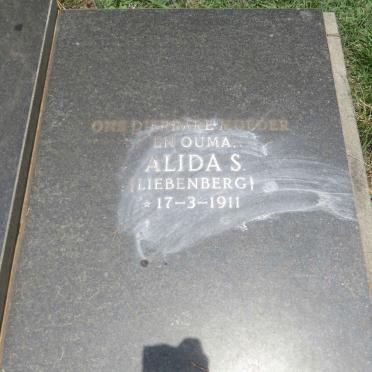 ONS DIERBARE MOEDER
EN OUMA
ALIDA S.
(LIEBENBERG)
* 17-3-1911